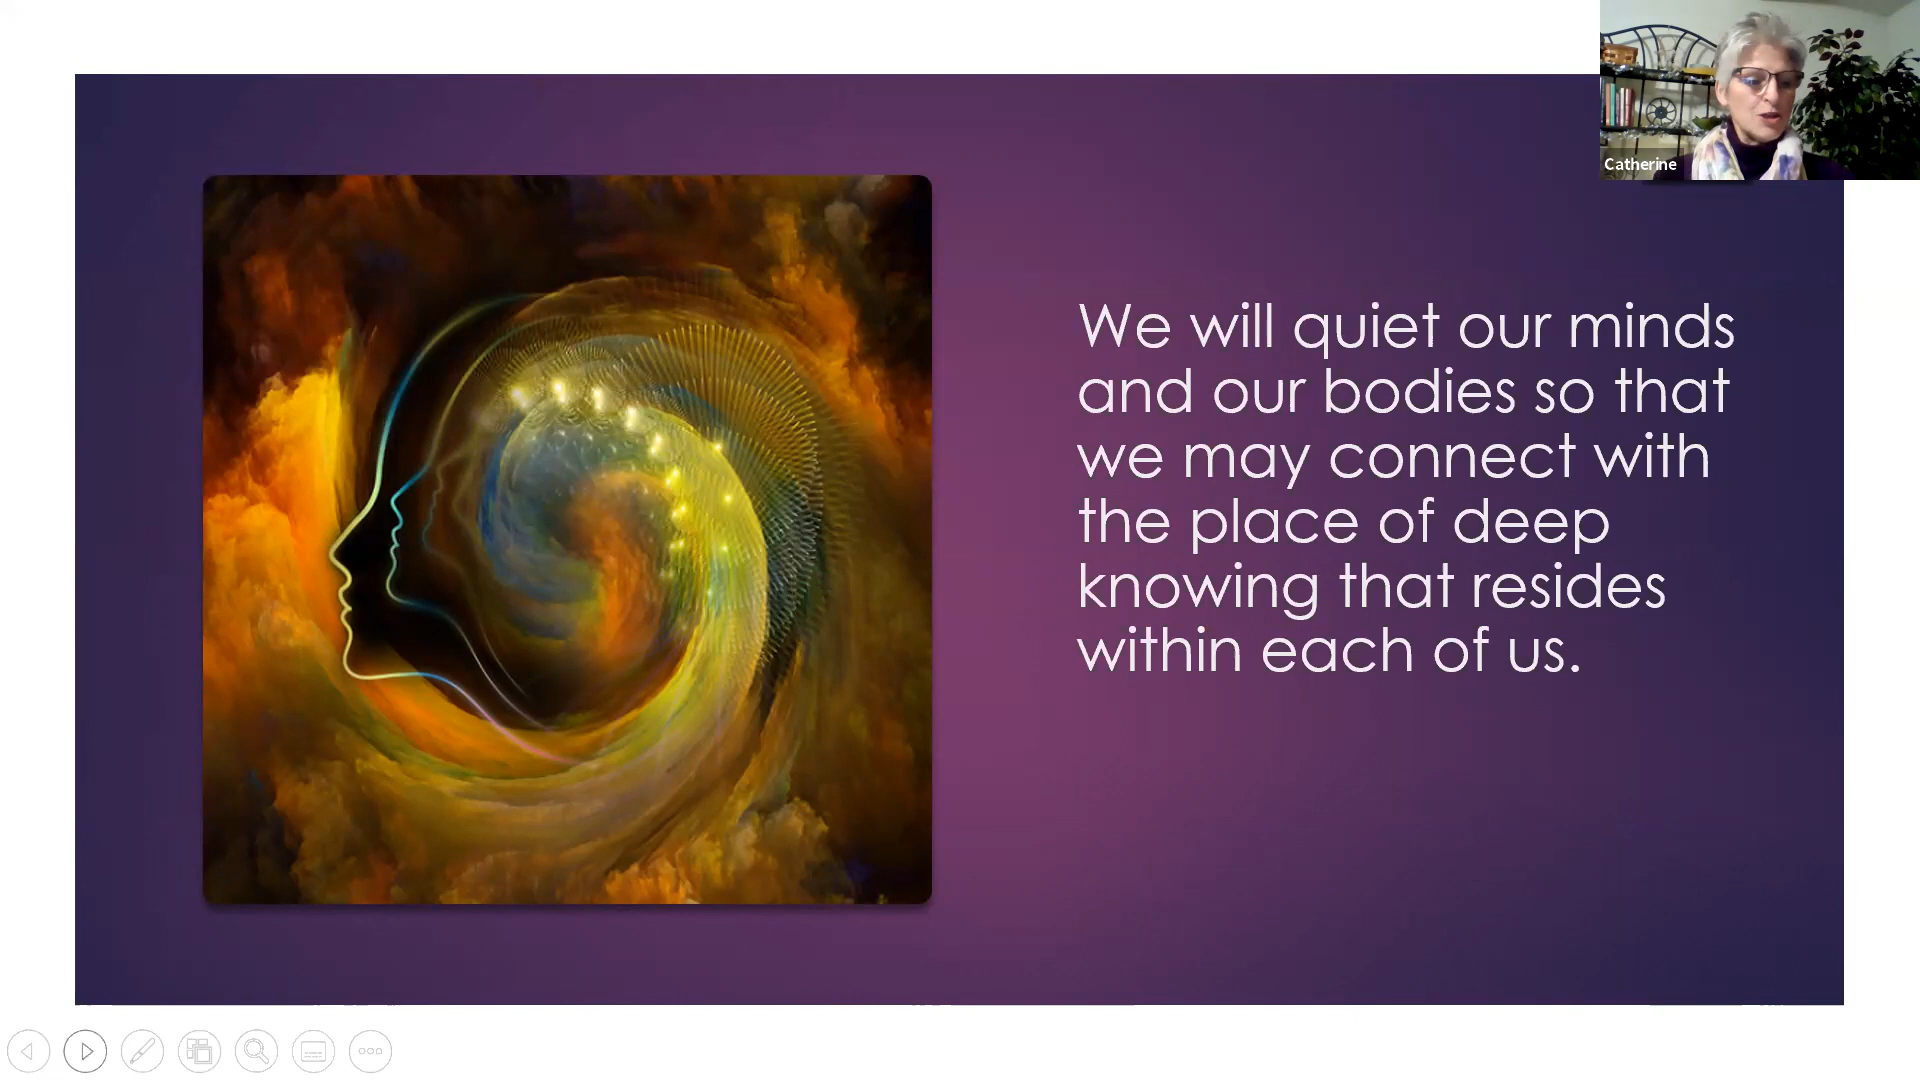 Catherine
We will quiet our minds
and our bodies so that
we may connect with
the place of deep
knowing that resides
within each of us.